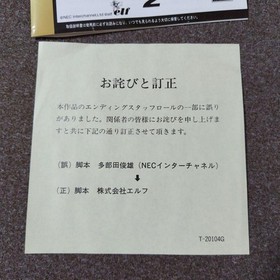 elf
2
お詫びと訂正
本作品のエンディングスタッフロールの一部に誤り
がありました。関係者の皆様にお詫びを申し上げま
すと共に下記の通り訂正させて頂きます。
(誤) 脚本 多部田俊雄 (NECインターチャネル)
↓
(正) 脚本 株式会社エルフ
T-20104G